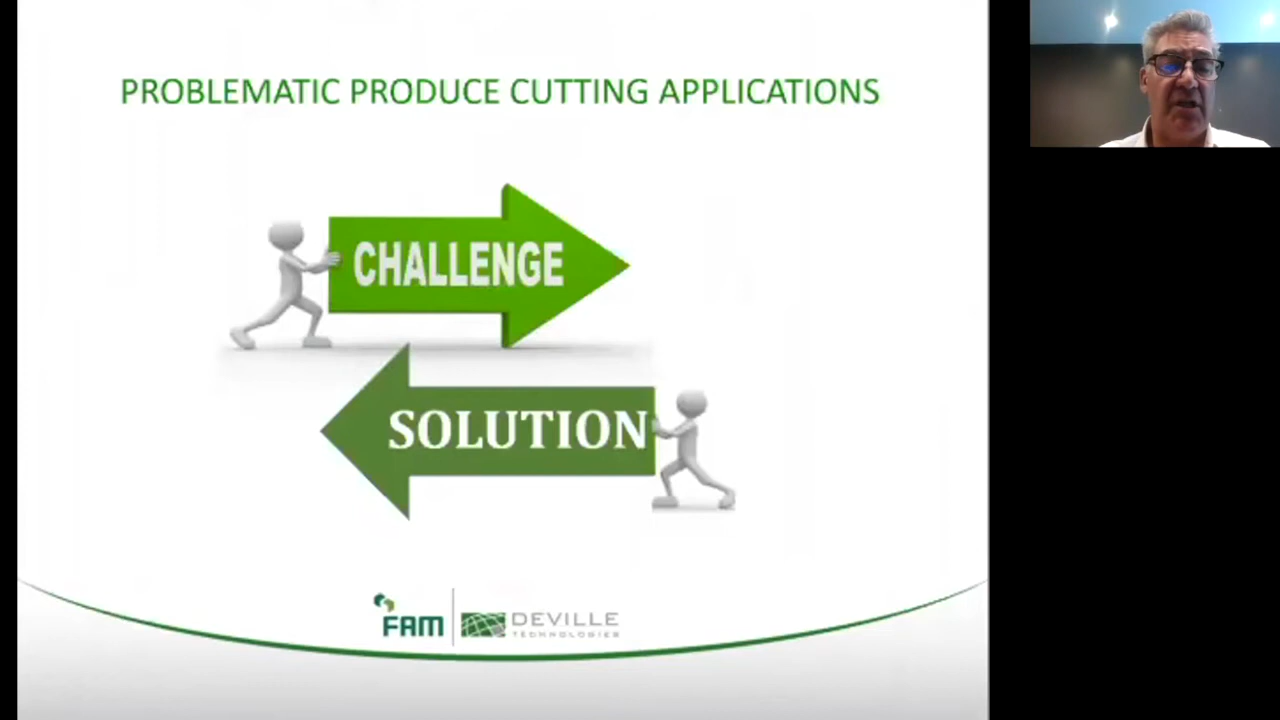 PROBLEMATIC PRODUCE CUTTING APPLICATIONS
CHALLENGE
SOLUTION
FAM
DEVILLE
TECHNOLOGIES